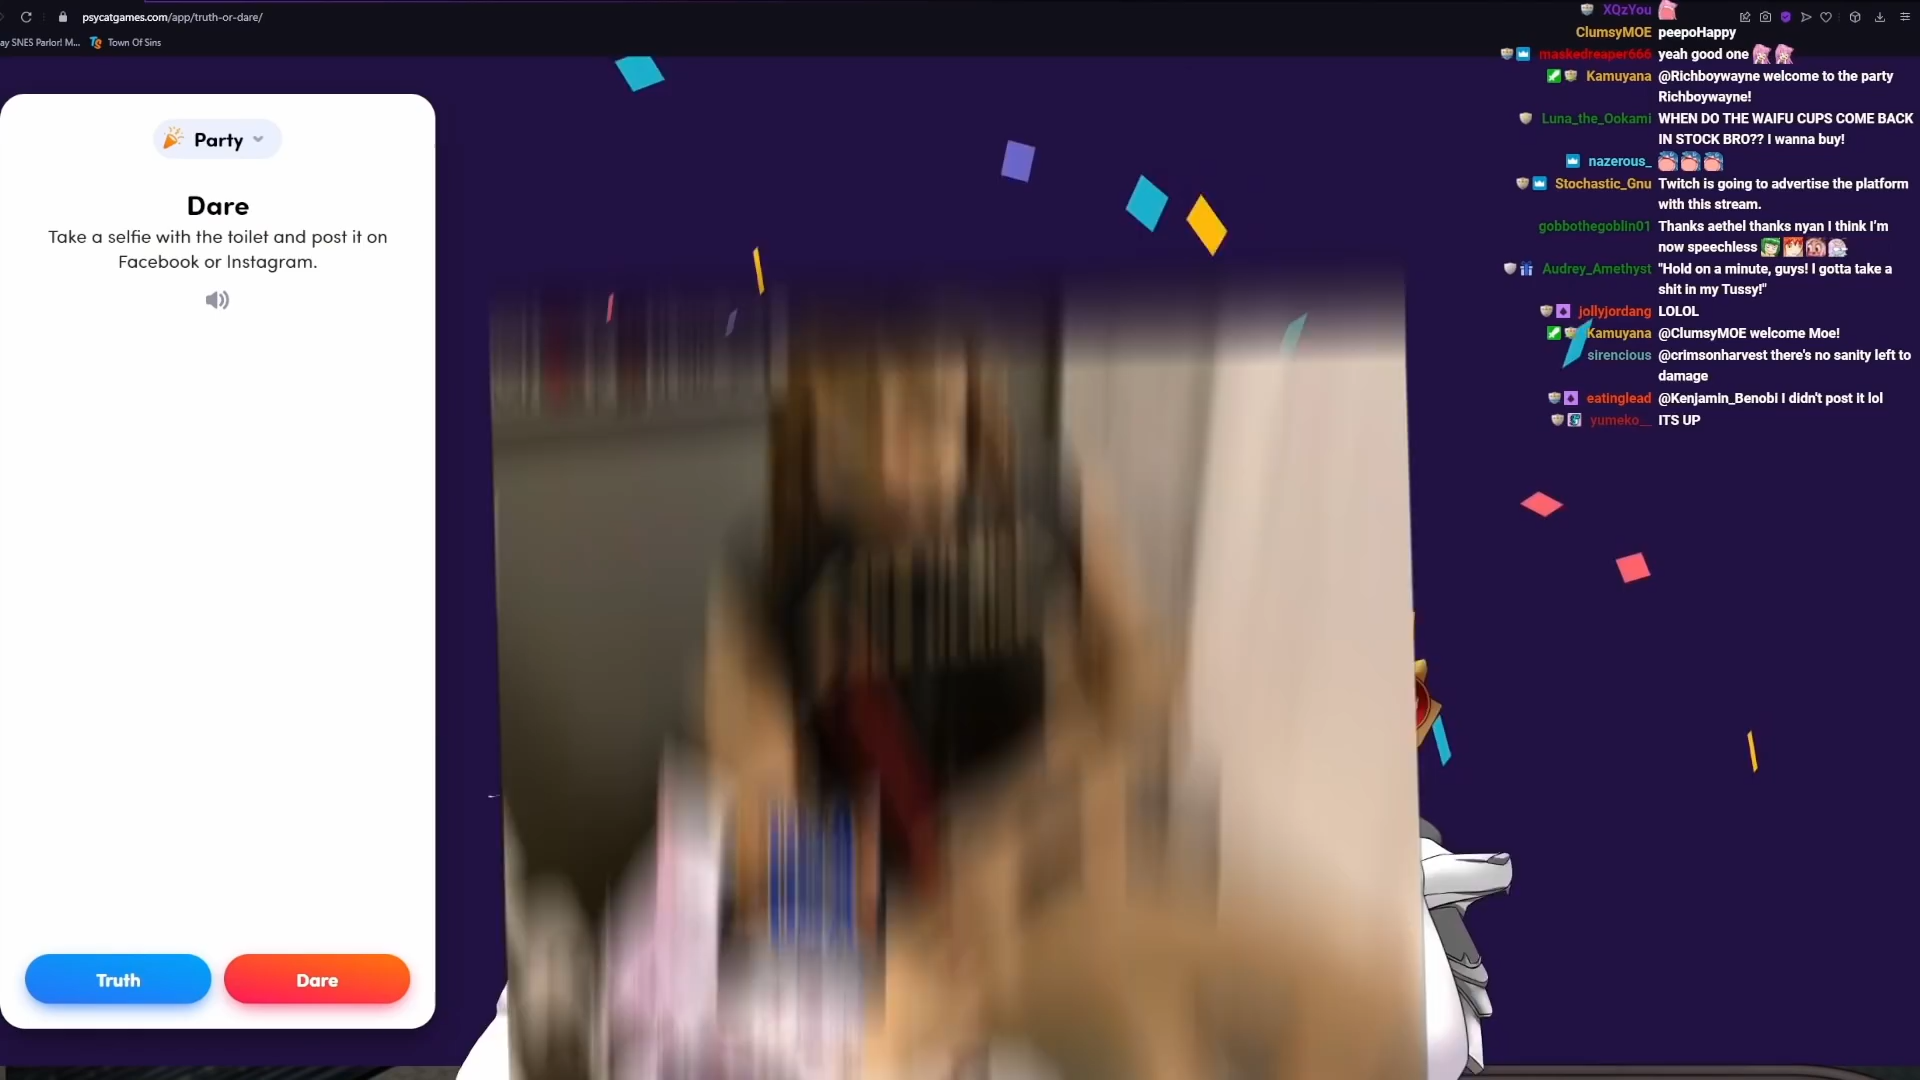 psycatgames.com/app/truth-or-dare/
ay SNES Parlor! M...
Town Of Sins
Party
Dare
Take a selfie with the toilet and post it on
Facebook or Instagram.
Truth
Dare
XQzYou
ClumsyMOE peepoHappy
maskedreaper666 yeah good one
Kamuyana @Richboywayne welcome to the party
Richboywayne!
Luna_the_Ookami WHEN DO THE WAIFU CUPS COME BACK
IN STOCK BRO?? I wanna buy!
nazerous_
Stochastic_Gnu Twitch is going to advertise the platform
with this stream.
gobbothegoblin01 Thanks aethel thanks nyan I think I'm
now speechless
Audrey_Amethyst "Hold on a minute, guys! I gotta take a
shit in my Tussy!"
jollyjordang LOLOL
Kamuyana @ClumsyMOE welcome Moe!
sirencious @crimsonharvest there's no sanity left to
damage
eatinglead @Kenjamin_Benobi I didn't post it lol
yumeko__ ITS UP